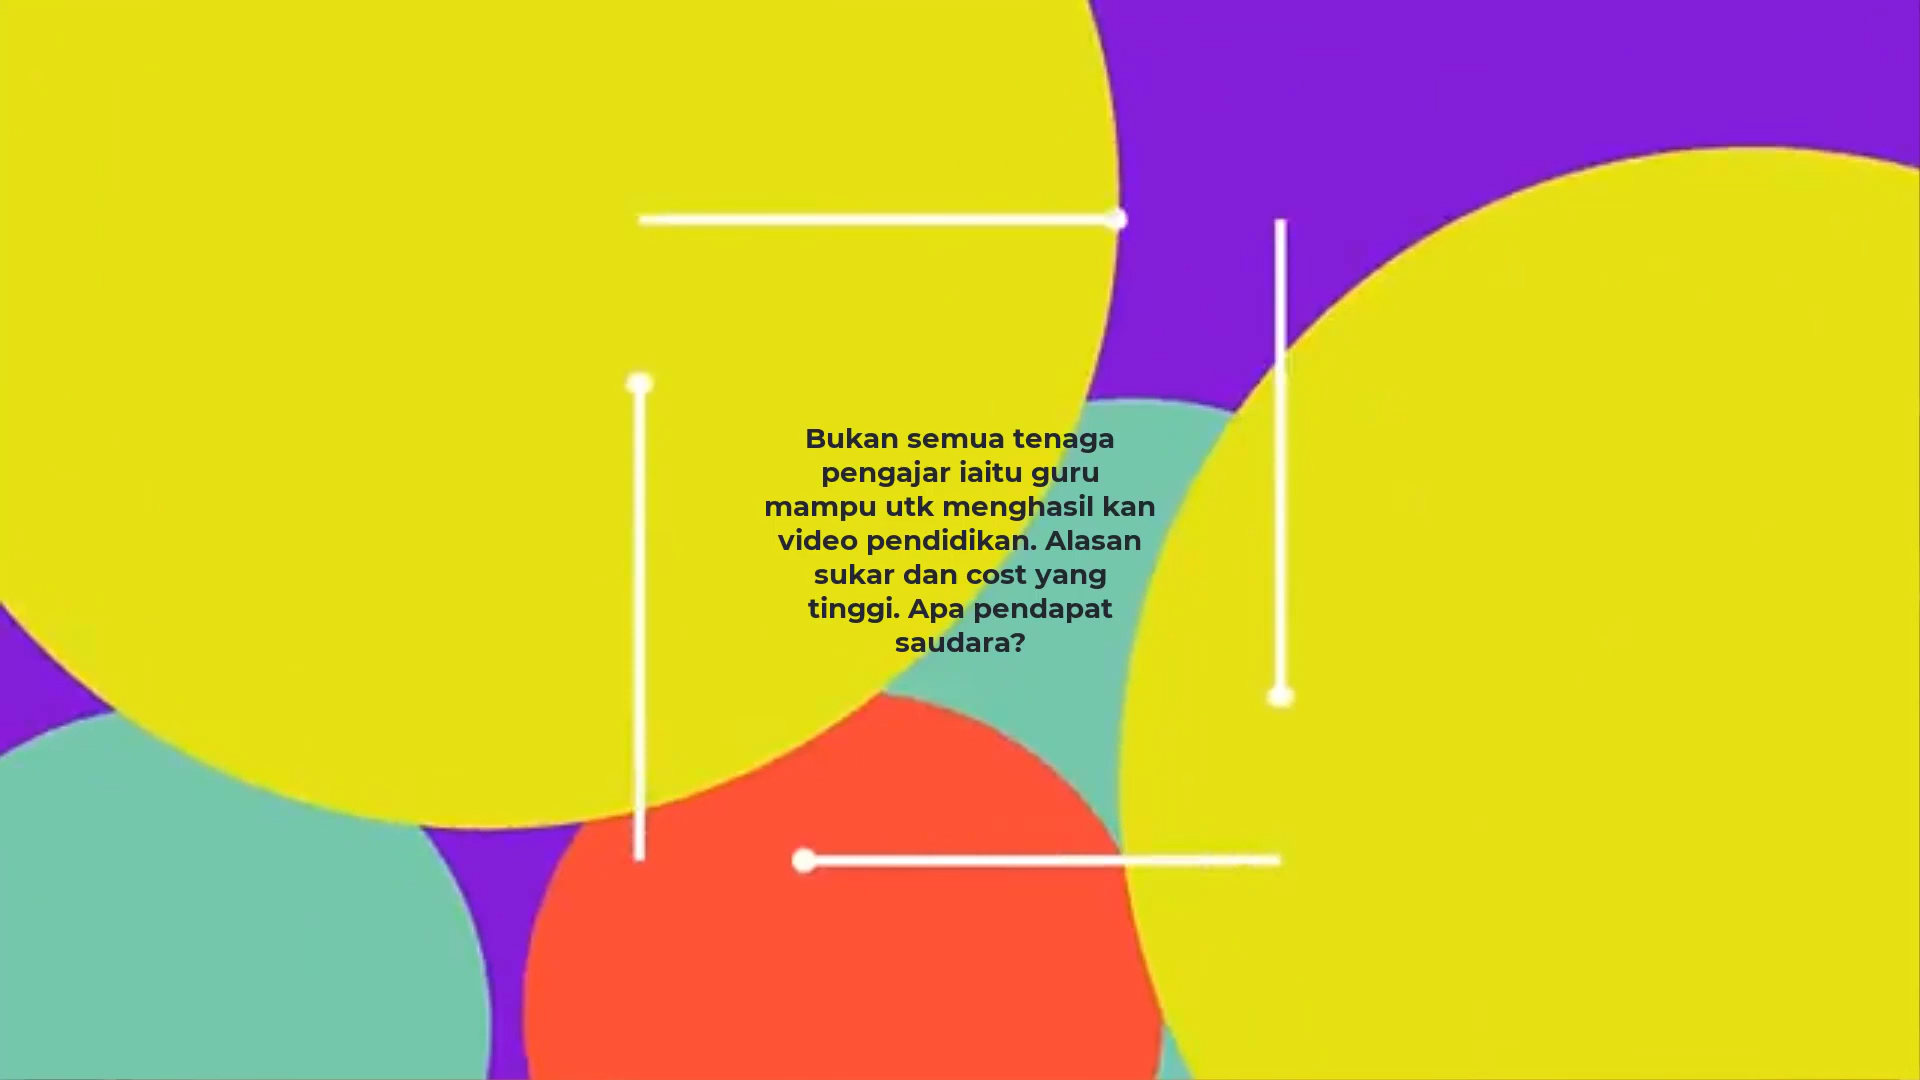 Bukan semua tenaga
pengajar iaitu guru
mampu utk menghasil kan
video pendidikan. Alasan
sukar dan cost yang
tinggi. Apa pendapat
saudara?